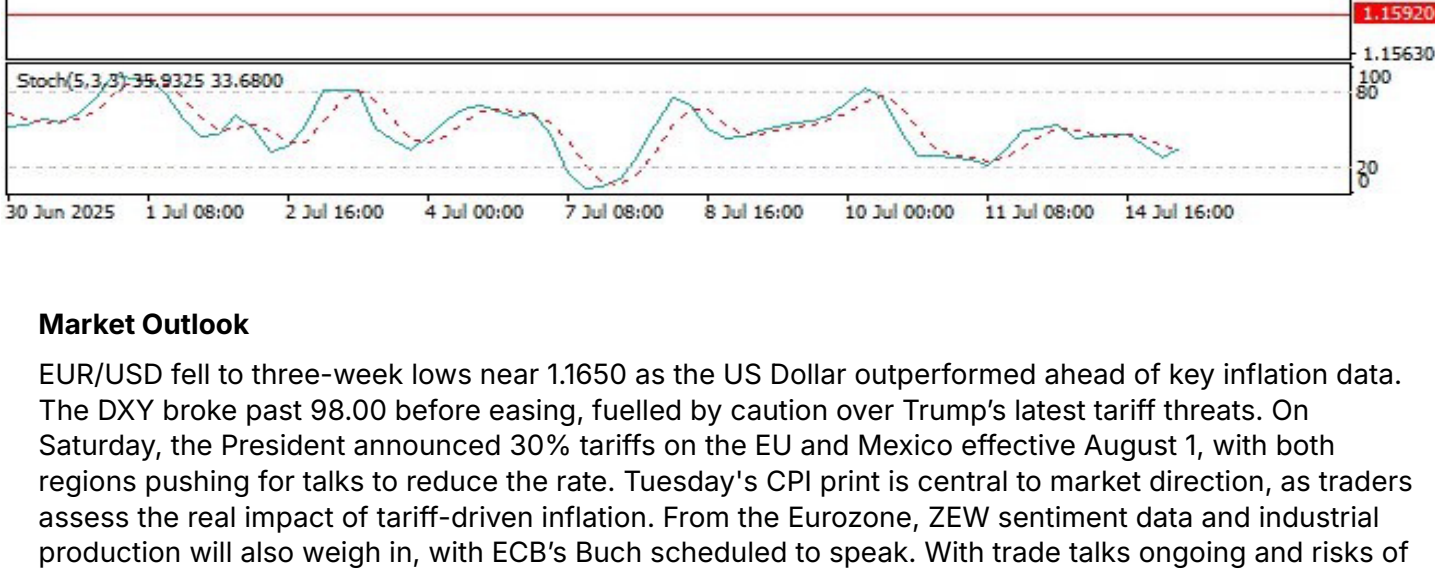 1.15920
1.15630
Stoch(5,3,3) 35.9325 33.6800
100
80
20
0
30 Jun 2025 1 Jul 08:00 2 Jul 16:00 4 Jul 00:00 7 Jul 08:00 8 Jul 16:00 10 Jul 00:00 11 Jul 08:00 14 Jul 16:00
Market Outlook
EUR/USD fell to three-week lows near 1.1650 as the US Dollar outperformed ahead of key inflation data.
The DXY broke past 98.00 before easing, fuelled by caution over Trump’s latest tariff threats. On
Saturday, the President announced 30% tariffs on the EU and Mexico effective August 1, with both
regions pushing for talks to reduce the rate. Tuesday's CPI print is central to market direction, as traders
assess the real impact of tariff-driven inflation. From the Eurozone, ZEW sentiment data and industrial
production will also weigh in, with ECB’s Buch scheduled to speak. With trade talks ongoing and risks of